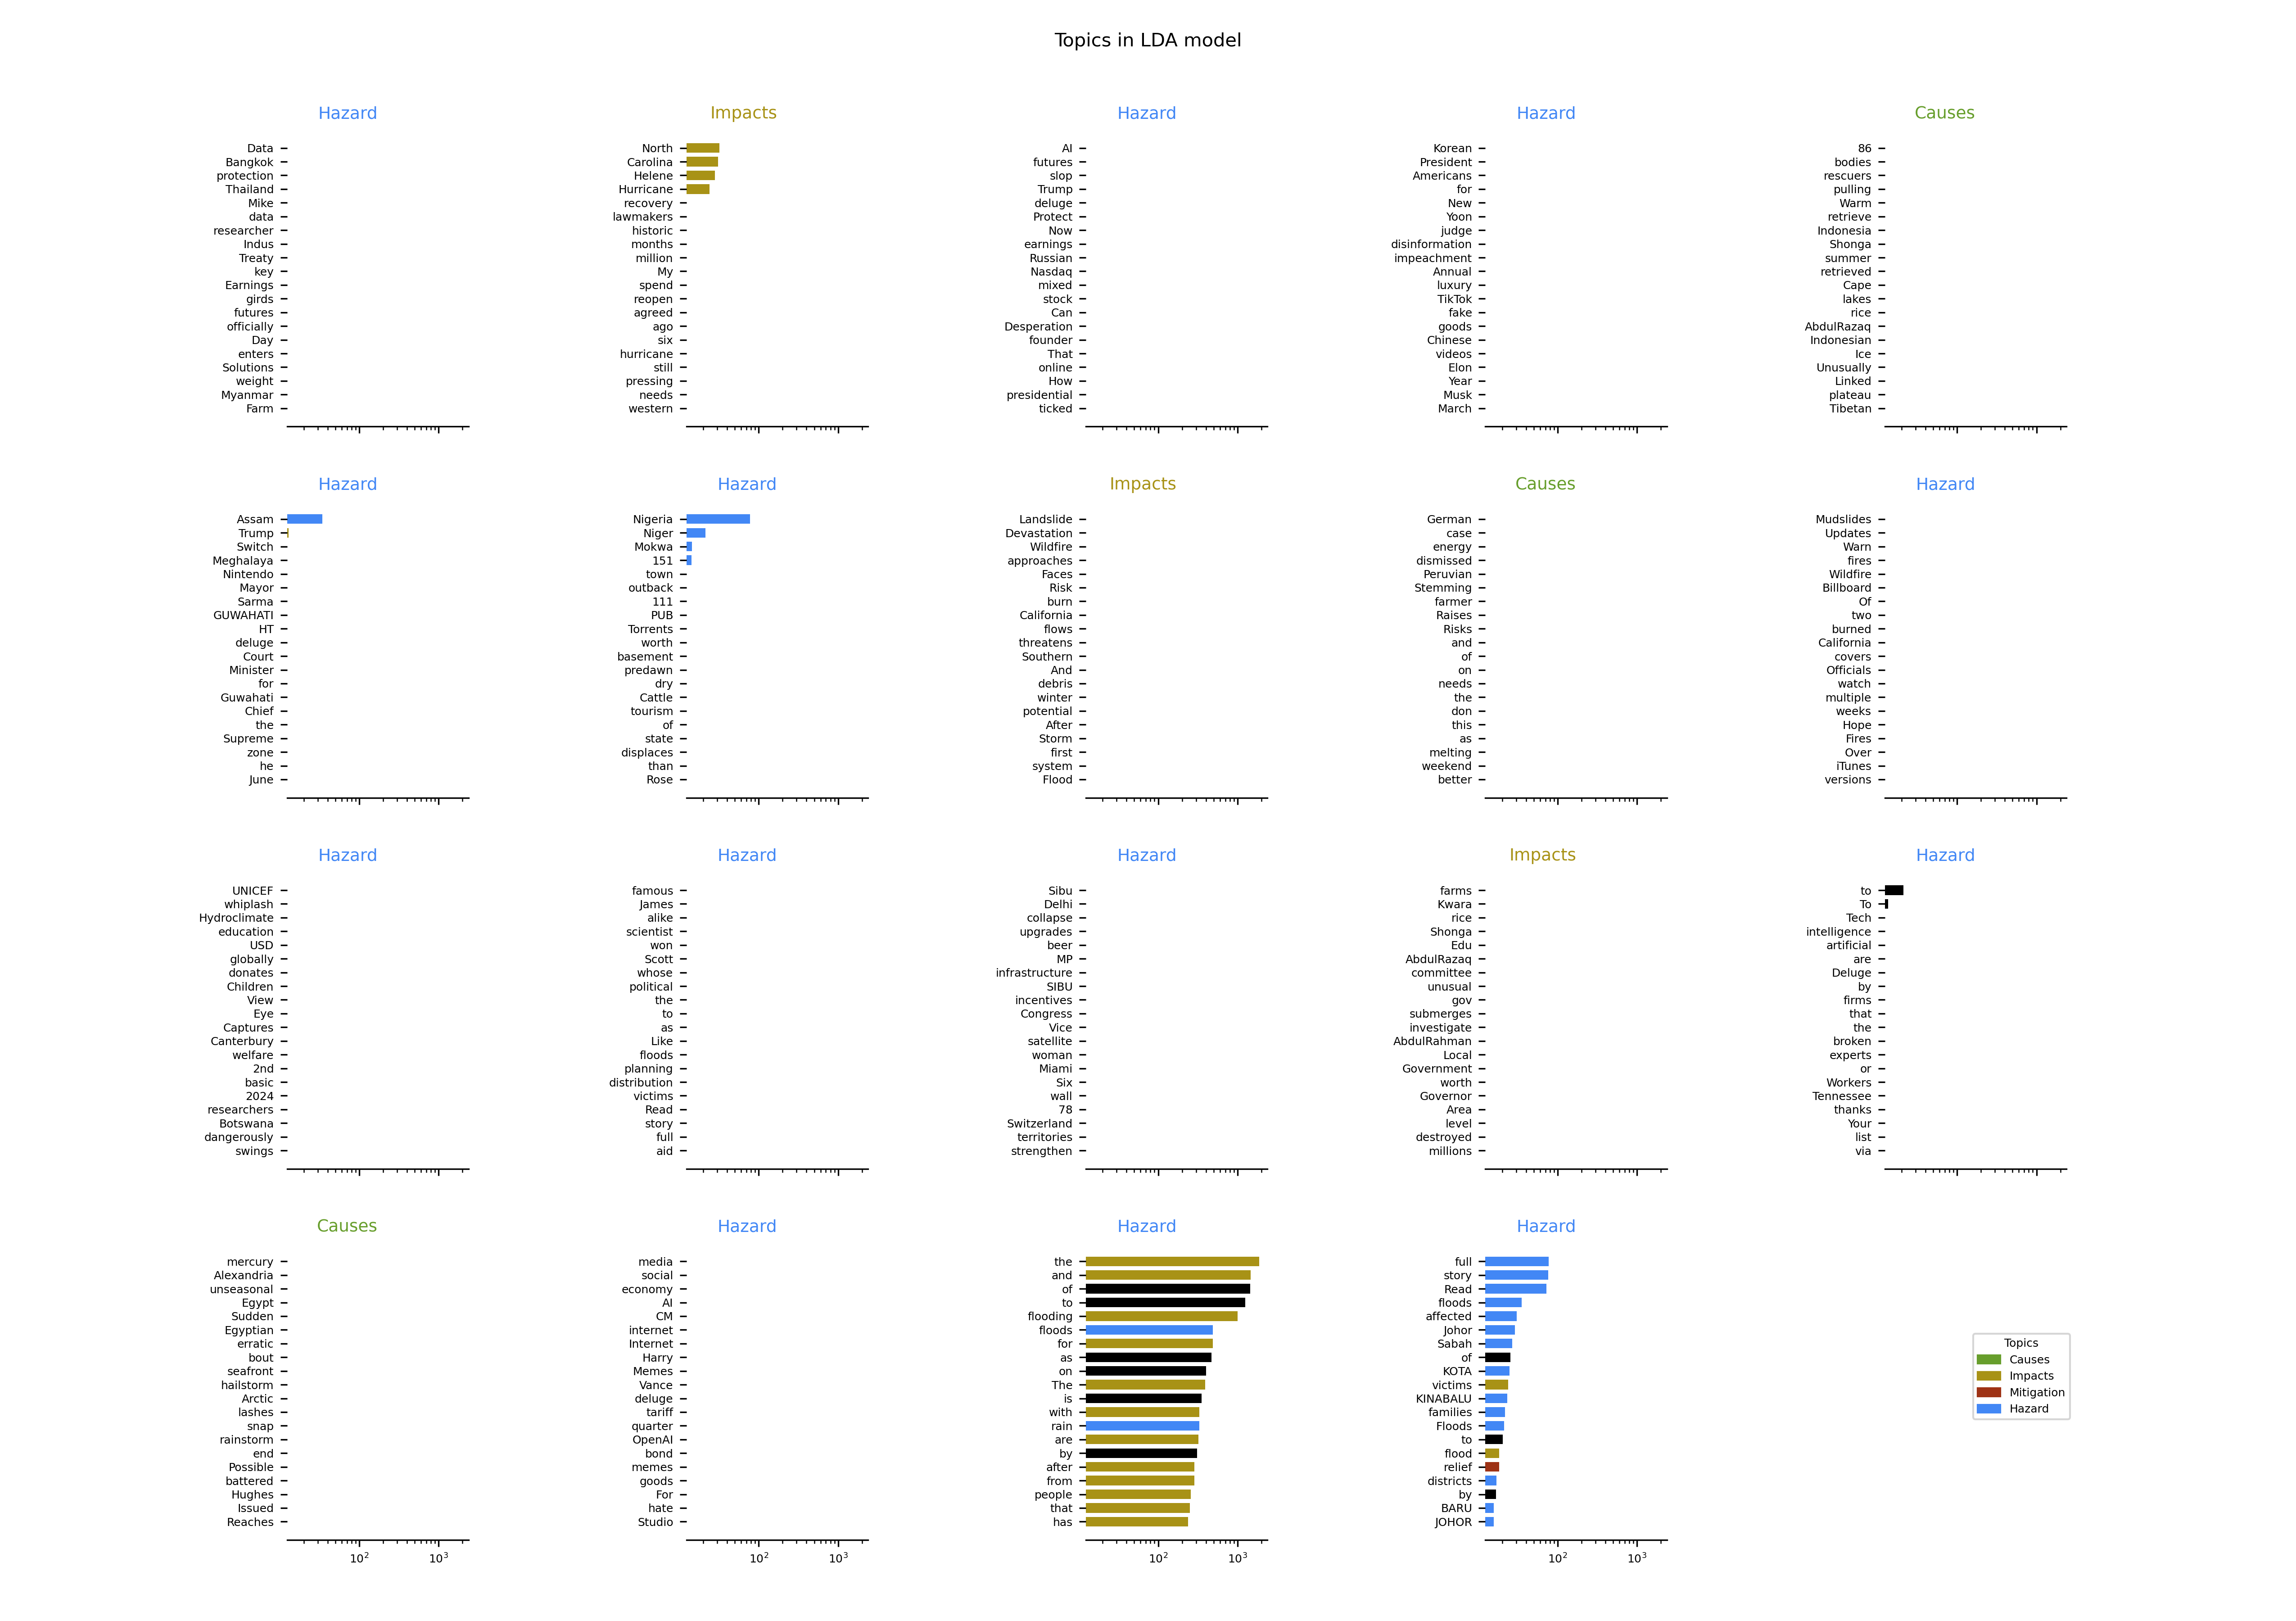 Topics in LDA model
Hazard
Data
Bangkok
protection
Thailand
Mike
data
researcher
Indus
Treaty
key
Earnings
girds
futures
officially
Day
enters
Solutions
weight
Myanmar
Farm
Impacts
North
Carolina
Helene
Hurricane
recovery
lawmakers
historic
months
million
My
spend
reopen
agreed
ago
six
hurricane
still
pressing
needs
western
Hazard
AI
futures
slop
Trump
deluge
Protect
Now
earnings
Russian
Nasdaq
mixed
stock
Can
Desperation
founder
That
online
How
presidential
ticked
Hazard
Korean
President
Americans
for
New
Yoon
judge
disinformation
impeachment
Annual
luxury
TikTok
fake
goods
Chinese
videos
Elon
Year
Musk
March
Causes
86
bodies
rescuers
pulling
Warm
retrieve
Indonesia
Shonga
summer
retrieved
Cape
lakes
rice
AbdulRazaq
Indonesian
Ice
Unusually
Linked
plateau
Tibetan
Hazard
Assam
Trump
Switch
Meghalaya
Nintendo
Mayor
Sarma
GUWAHATI
HT
deluge
Court
Minister
for
Guwahati
Chief
the
Supreme
zone
he
June
Hazard
Nigeria
Niger
Mokwa
151
town
outback
111
PUB
Torrents
worth
basement
predawn
dry
Cattle
tourism
of
state
displaces
than
Rose
Impacts
Landslide
Devastation
Wildfire
approaches
Faces
Risk
burn
California
flows
threatens
Southern
And
debris
winter
potential
After
Storm
first
system
Flood
Causes
German
case
energy
dismissed
Peruvian
Stemming
farmer
Raises
Risks
and
of
on
needs
the
don
this
as
melting
weekend
better
Hazard
Mudslides
Updates
Warn
fires
Wildfire
Billboard
Of
two
burned
California
covers
Officials
watch
multiple
weeks
Hope
Fires
Over
iTunes
versions
Hazard
UNICEF
whiplash
Hydroclimate
education
USD
globally
donates
Children
View
Eye
Captures
Canterbury
welfare
2nd
basic
2024
researchers
Botswana
dangerously
swings
Hazard
famous
James
alike
scientist
won
Scott
whose
political
the
to
as
Like
floods
planning
distribution
victims
Read
story
full
aid
Hazard
Sibu
Delhi
collapse
upgrades
beer
MP
infrastructure
SIBU
incentives
Congress
Vice
satellite
woman
Miami
Six
wall
78
Switzerland
territories
strengthen
Impacts
farms
Kwara
rice
Shonga
Edu
AbdulRazaq
committee
unusual
gov
submerges
investigate
AbdulRahman
Local
Government
worth
Governor
Area
level
destroyed
millions
Hazard
to
To
Tech
intelligence
artificial
are
Deluge
by
firms
that
the
broken
experts
or
Workers
Tennessee
thanks
Your
list
via
Causes
mercury
Alexandria
unseasonal
Egypt
Sudden
Egyptian
erratic
bout
seafront
hailstorm
Arctic
lashes
snap
rainstorm
end
Possible
battered
Hughes
Issued
Reaches
10² 10³
Hazard
media
social
economy
AI
CM
internet
Internet
Harry
Memes
Vance
deluge
tariff
quarter
OpenAI
bond
memes
goods
For
hate
Studio
10² 10³
Hazard
the
and
of
to
flooding
floods
for
as
on
The
is
with
rain
are
by
after
from
people
that
has
10² 10³
Hazard
full
story
Read
floods
affected
Johor
Sabah
of
KOTA
victims
KINABALU
families
Floods
to
flood
relief
districts
by
BARU
JOHOR
10² 10³
Topics
Causes
Impacts
Mitigation
Hazard